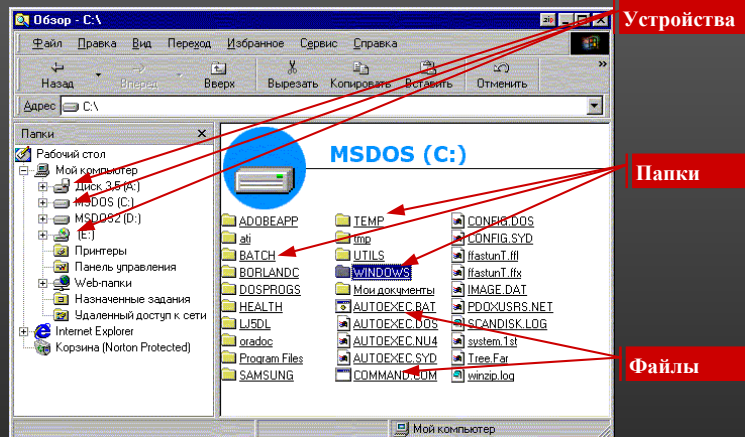 Обзор - C:\
Файл Правка Вид Переход Избранное Сервис Справка
Назад Вперед Вверх Вырезать Копировать Вставить Отменить »
Адрес C:\
Папки
Рабочий стол
Мой компьютер
Диск 3,5 (A:)
MSDOS (C:)
MSDOS2 (D:)
(E:)
Принтеры
Панель управления
Web-папки
Назначенные задания
Удаленный доступ к сети
Internet Explorer
Корзина (Norton Protected)
MSDOS (C:)
ADOBEAPP
ati
BATCH
BORLANDC
DOSPROGS
HEALTH
LJ5DL
oradoc
Program Files
SAMSUNG
TEMP
tmp
UTILS
WINDOWS
Мои документы
AUTOEXEC.BAT
AUTOEXEC.DOS
AUTOEXEC.NU4
AUTOEXEC.SYD
COMMAND.COM
CONFIG.DOS
CONFIG.SYD
ffastunT.ffl
ffastunT.ffx
IMAGE.DAT
PDOXUSRS.NET
SCANDISK.LOG
system.1st
Tree.Far
winzip.log
Мой компьютер
Устройства
Папки
Файлы